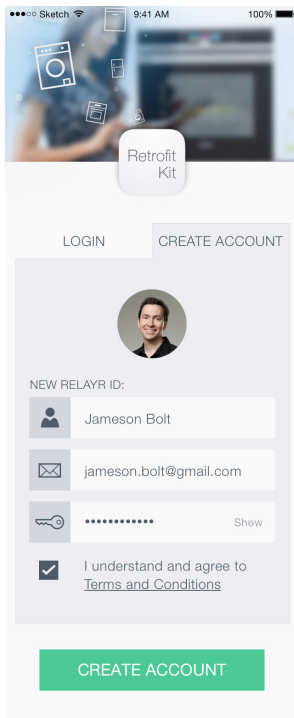 Sketch 9:41 AM 100%
Retrofit
Kit
LOGIN CREATE ACCOUNT
NEW RELAYR ID:
Jameson Bolt
jameson.bolt@gmail.com
•••••••••••• Show
I understand and agree to
Terms and Conditions
CREATE ACCOUNT